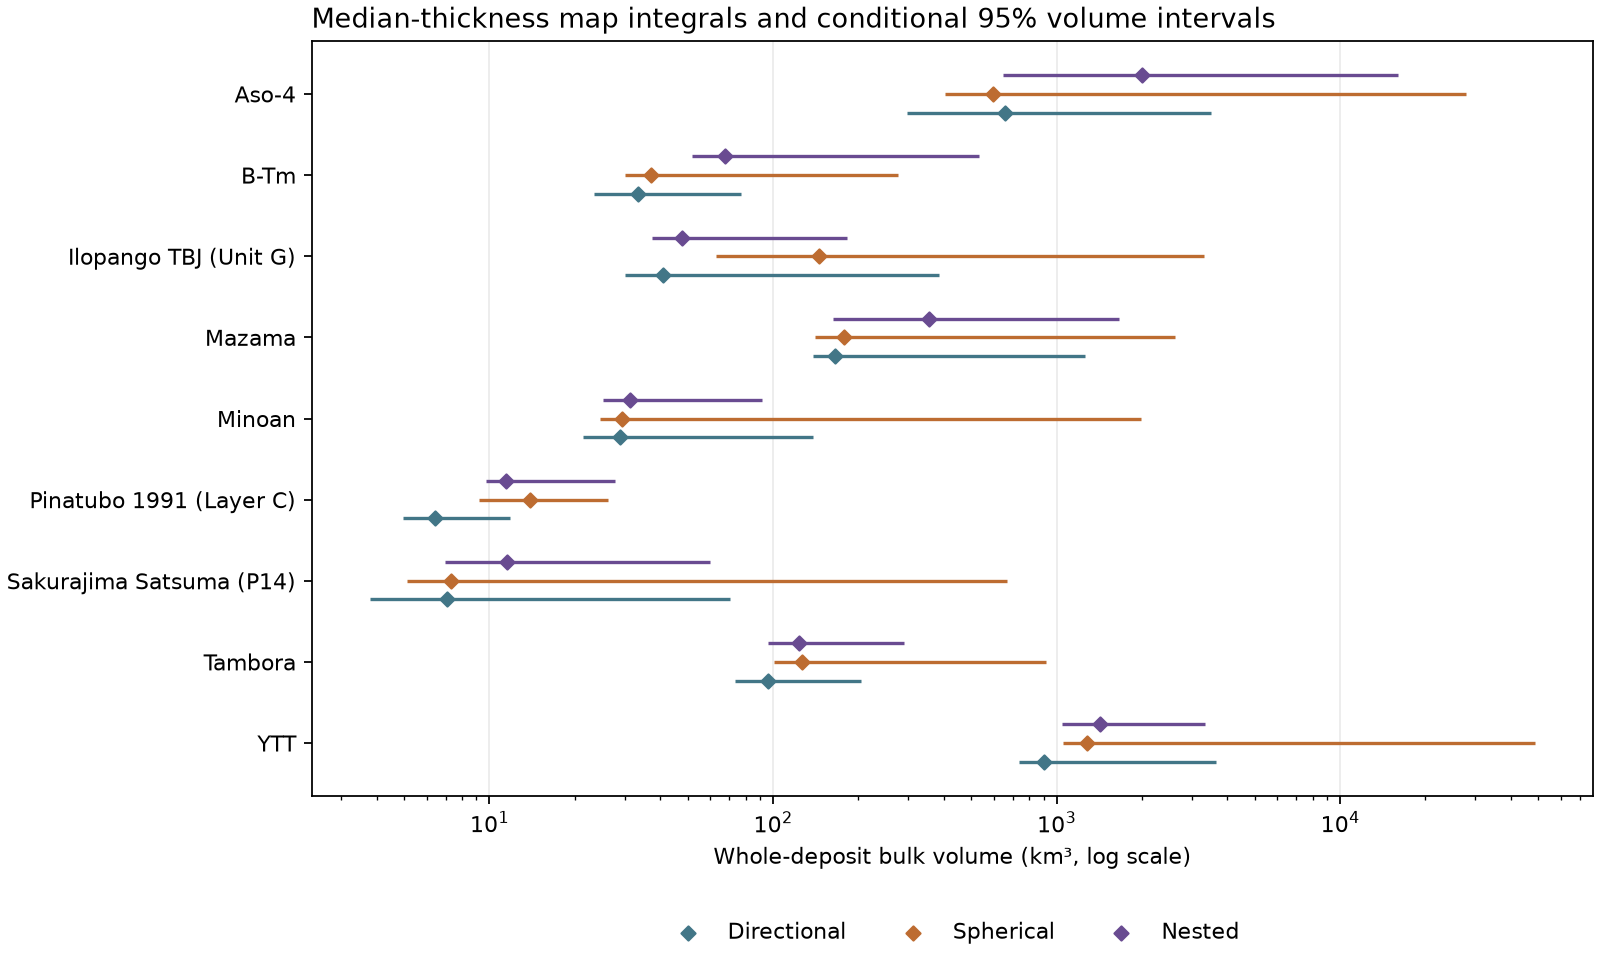 Median-thickness map integrals and conditional 95% volume intervals
Aso-4
B-Tm
Ilopango TBJ (Unit G)
Mazama
Minoan
Pinatubo 1991 (Layer C)
Sakurajima Satsuma (P14)
Tambora
YTT
10¹ 10² 10³ 10⁴
Whole-deposit bulk volume (km³, log scale)
Directional Spherical Nested